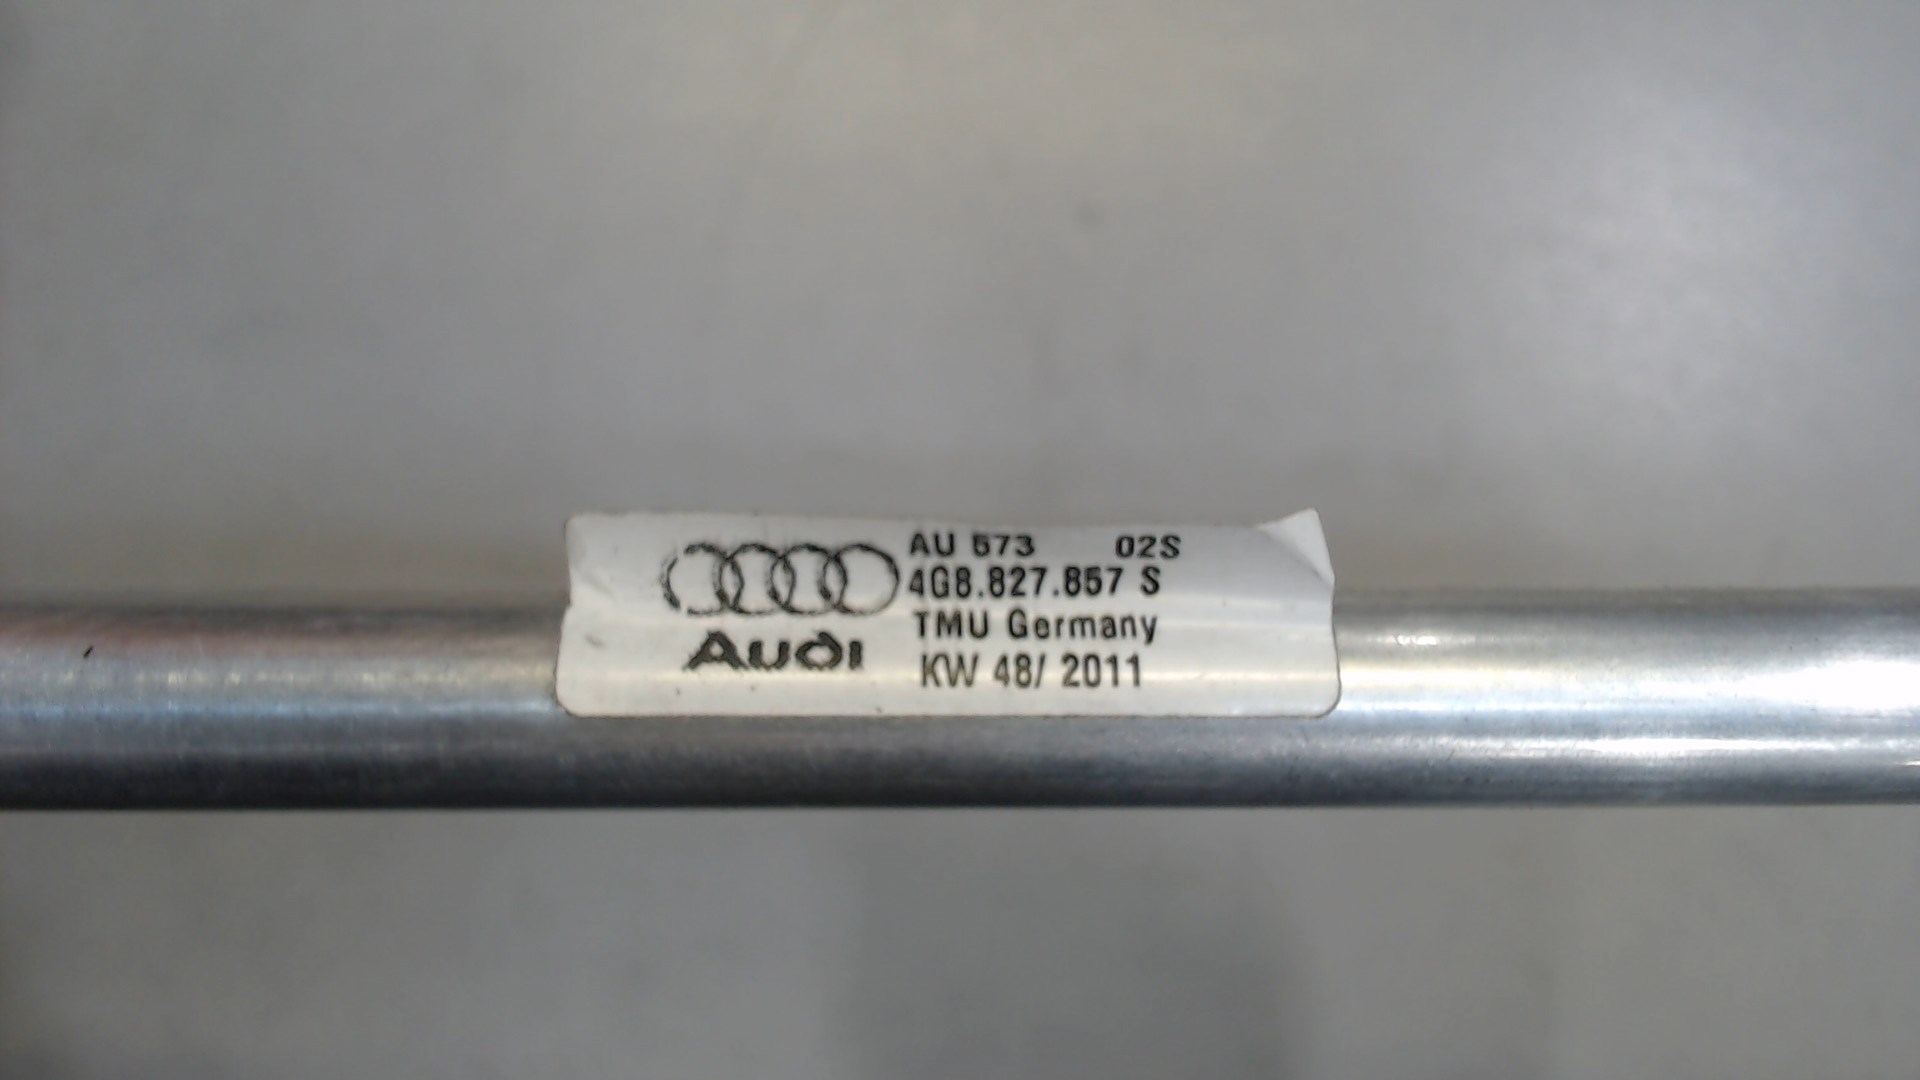 AU 573 02S
4G8.827.857 S
TMU Germany
KW 48/ 2011
Audi